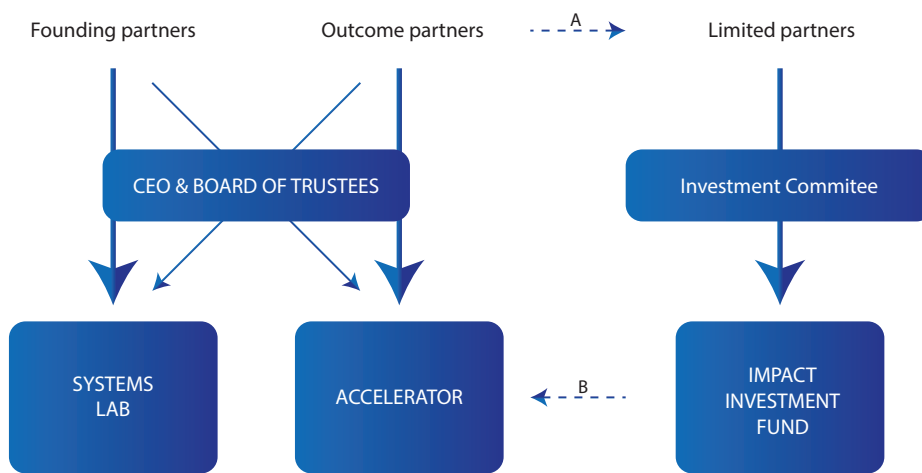 Founding partners
Outcome partners
A
Limited partners
CEO & BOARD OF TRUSTEES
Investment Commitee
SYSTEMS
LAB
ACCELERATOR
B
IMPACT
INVESTMENT
FUND